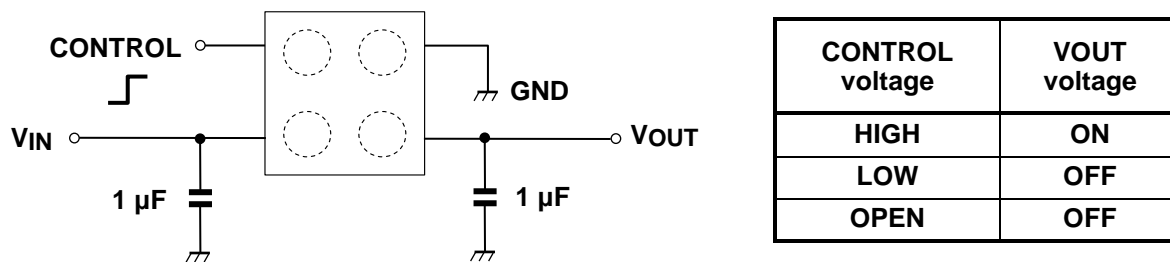 CONTROL
GND
VIN
VOUT
1 µF
1 µF
CONTROL voltage | VOUT voltage
HIGH | ON
LOW | OFF
OPEN | OFF